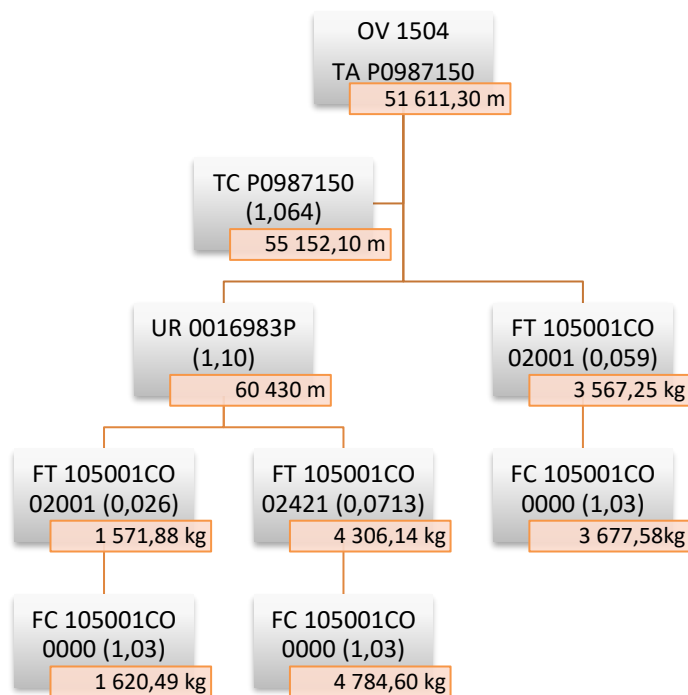 OV 1504
TA P0987150
51 611,30 m
TC P0987150
(1,064)
55 152,10 m
UR 0016983P
(1,10)
60 430 m
FT 105001CO
02001 (0,059)
3 567,25 kg
FT 105001CO
02001 (0,026)
1 571,88 kg
FT 105001CO
02421 (0,0713)
4 306,14 kg
FC 105001CO
0000 (1,03)
3 677,58kg
FC 105001CO
0000 (1,03)
1 620,49 kg
FC 105001CO
0000 (1,03)
4 784,60 kg